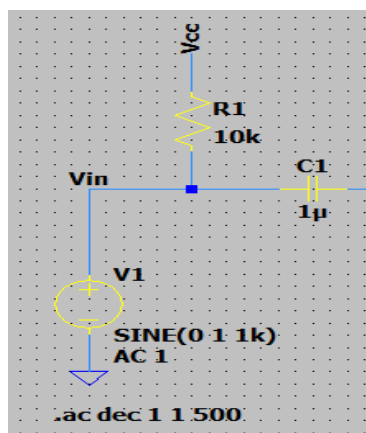 Vcc
R1
10k
C1
1µ
Vin
V1
SINE(0 1 1k)
AC 1
.ac dec 1 1 500